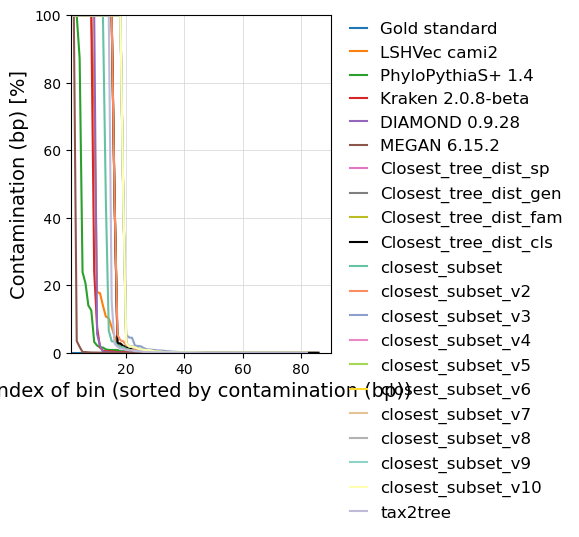 Contamination (bp) [%]
100
80
60
40
20
0
20
40
60
80
ndex of bin (sorted by contamination (bp))
Gold standard
LSHVec cami2
PhyloPythiaS+ 1.4
Kraken 2.0.8-beta
DIAMOND 0.9.28
MEGAN 6.15.2
Closest_tree_dist_sp
Closest_tree_dist_gen
Closest_tree_dist_fam
Closest_tree_dist_cls
closest_subset
closest_subset_v2
closest_subset_v3
closest_subset_v4
closest_subset_v5
closest_subset_v6
closest_subset_v7
closest_subset_v8
closest_subset_v9
closest_subset_v10
tax2tree